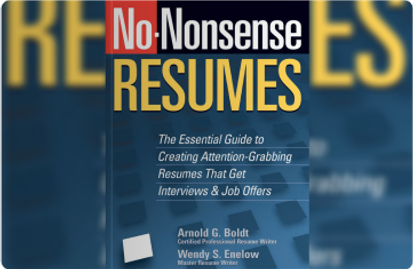 No-Nonsense
RESUMES
The Essential Guide to
Creating Attention-Grabbing
Resumes That Get
Interviews & Job Offers
Arnold G. Boldt
Certified Professional Resume Writer
Wendy S. Enelow
Master Resume Writer